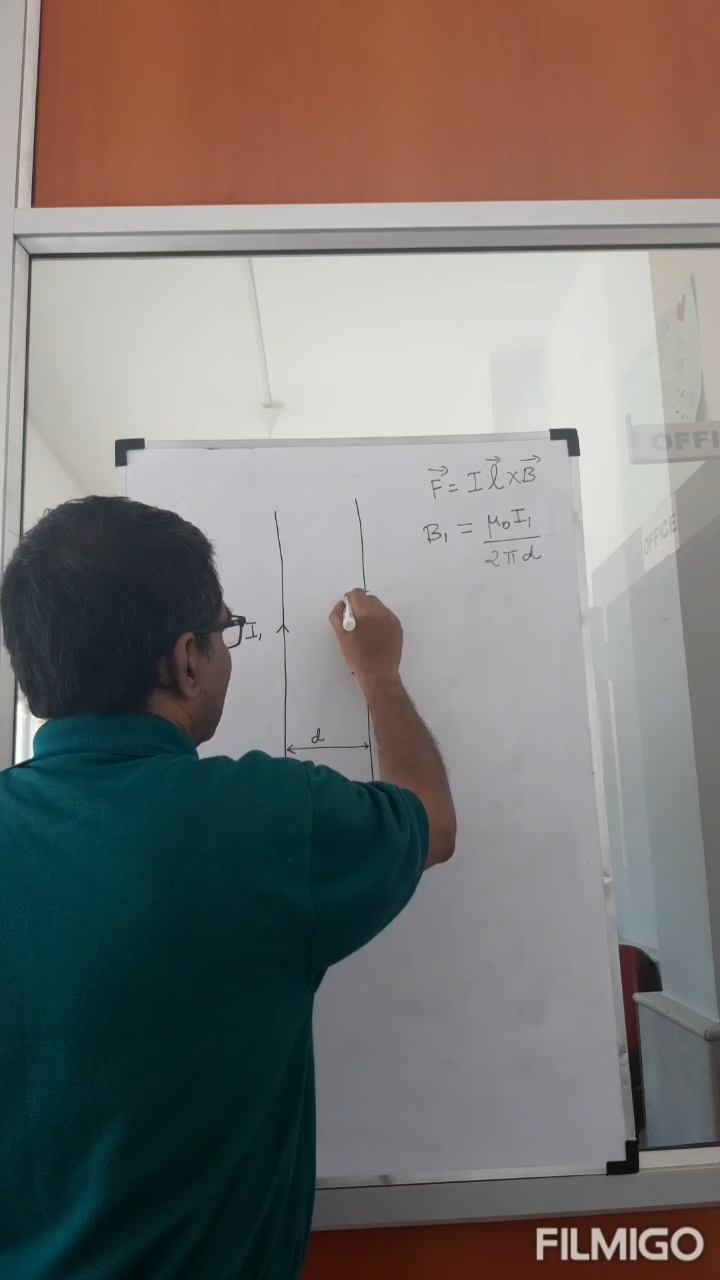 F⃗ = I l⃗ × B⃗
B₁ = μ₀I₁ / 2πd
I₁
d
OFFI
OFFICE
FILMIGO